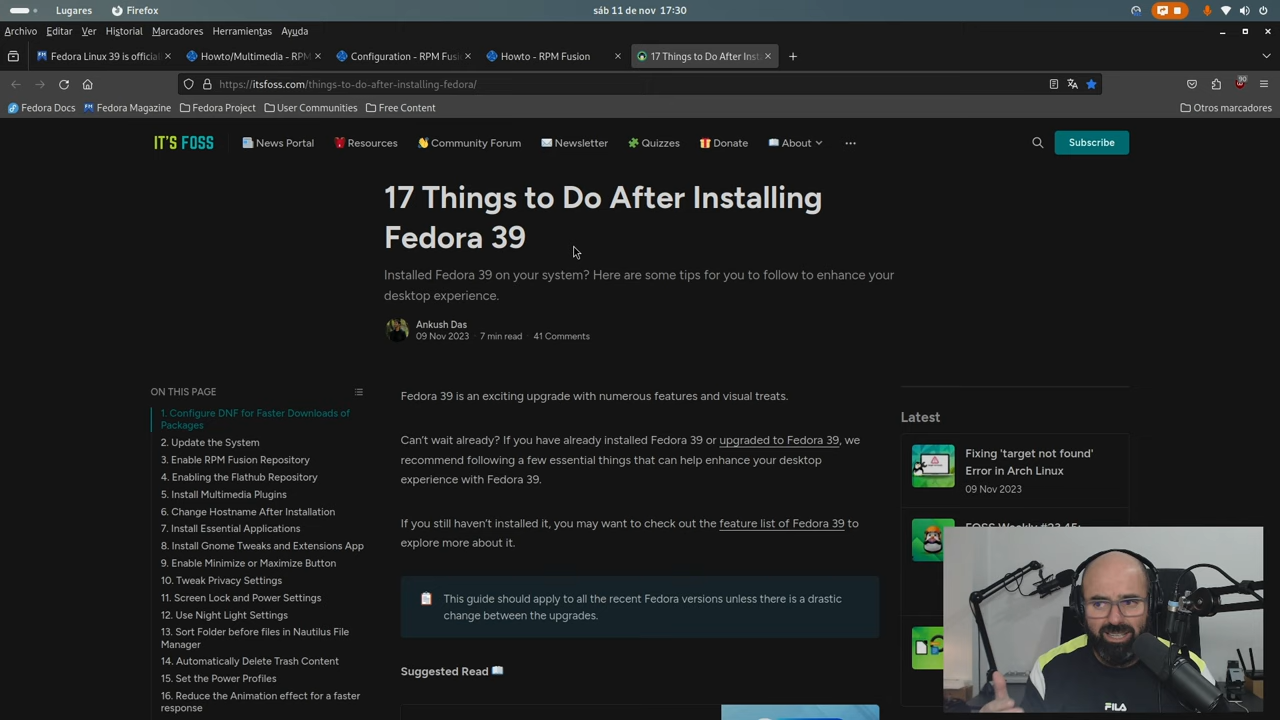 Lugares
Firefox
sáb 11 de nov 17:30
Archivo Editar Ver Historial Marcadores Herramientas Ayuda
Fedora Linux 39 is official
Howto/Multimedia - RPM
Configuration - RPM Fusi
Howto - RPM Fusion
17 Things to Do After Inst
https://itsfoss.com/things-to-do-after-installing-fedora/
90
Fedora Docs
Fedora Magazine
Fedora Project
User Communities
Free Content
Otros marcadores
IT'S FOSS
News Portal
Resources
Community Forum
Newsletter
Quizzes
Donate
About
Subscribe
17 Things to Do After Installing
Fedora 39
Installed Fedora 39 on your system? Here are some tips for you to follow to enhance your
desktop experience.
Ankush Das
09 Nov 2023 · 7 min read · 41 Comments
ON THIS PAGE
1. Configure DNF for Faster Downloads of
Packages
2. Update the System
3. Enable RPM Fusion Repository
4. Enabling the Flathub Repository
5. Install Multimedia Plugins
6. Change Hostname After Installation
7. Install Essential Applications
8. Install Gnome Tweaks and Extensions App
9. Enable Minimize or Maximize Button
10. Tweak Privacy Settings
11. Screen Lock and Power Settings
12. Use Night Light Settings
13. Sort Folder before files in Nautilus File
Manager
14. Automatically Delete Trash Content
15. Set the Power Profiles
16. Reduce the Animation effect for a faster
response
Fedora 39 is an exciting upgrade with numerous features and visual treats.
Can't wait already? If you have already installed Fedora 39 or upgraded to Fedora 39, we
recommend following a few essential things that can help enhance your desktop
experience with Fedora 39.
If you still haven't installed it, you may want to check out the feature list of Fedora 39 to
explore more about it.
This guide should apply to all the recent Fedora versions unless there is a drastic
change between the upgrades.
Suggested Read
Latest
Fixing 'target not found'
Error in Arch Linux
09 Nov 2023
FOSS Weekly #23.45:
FILA